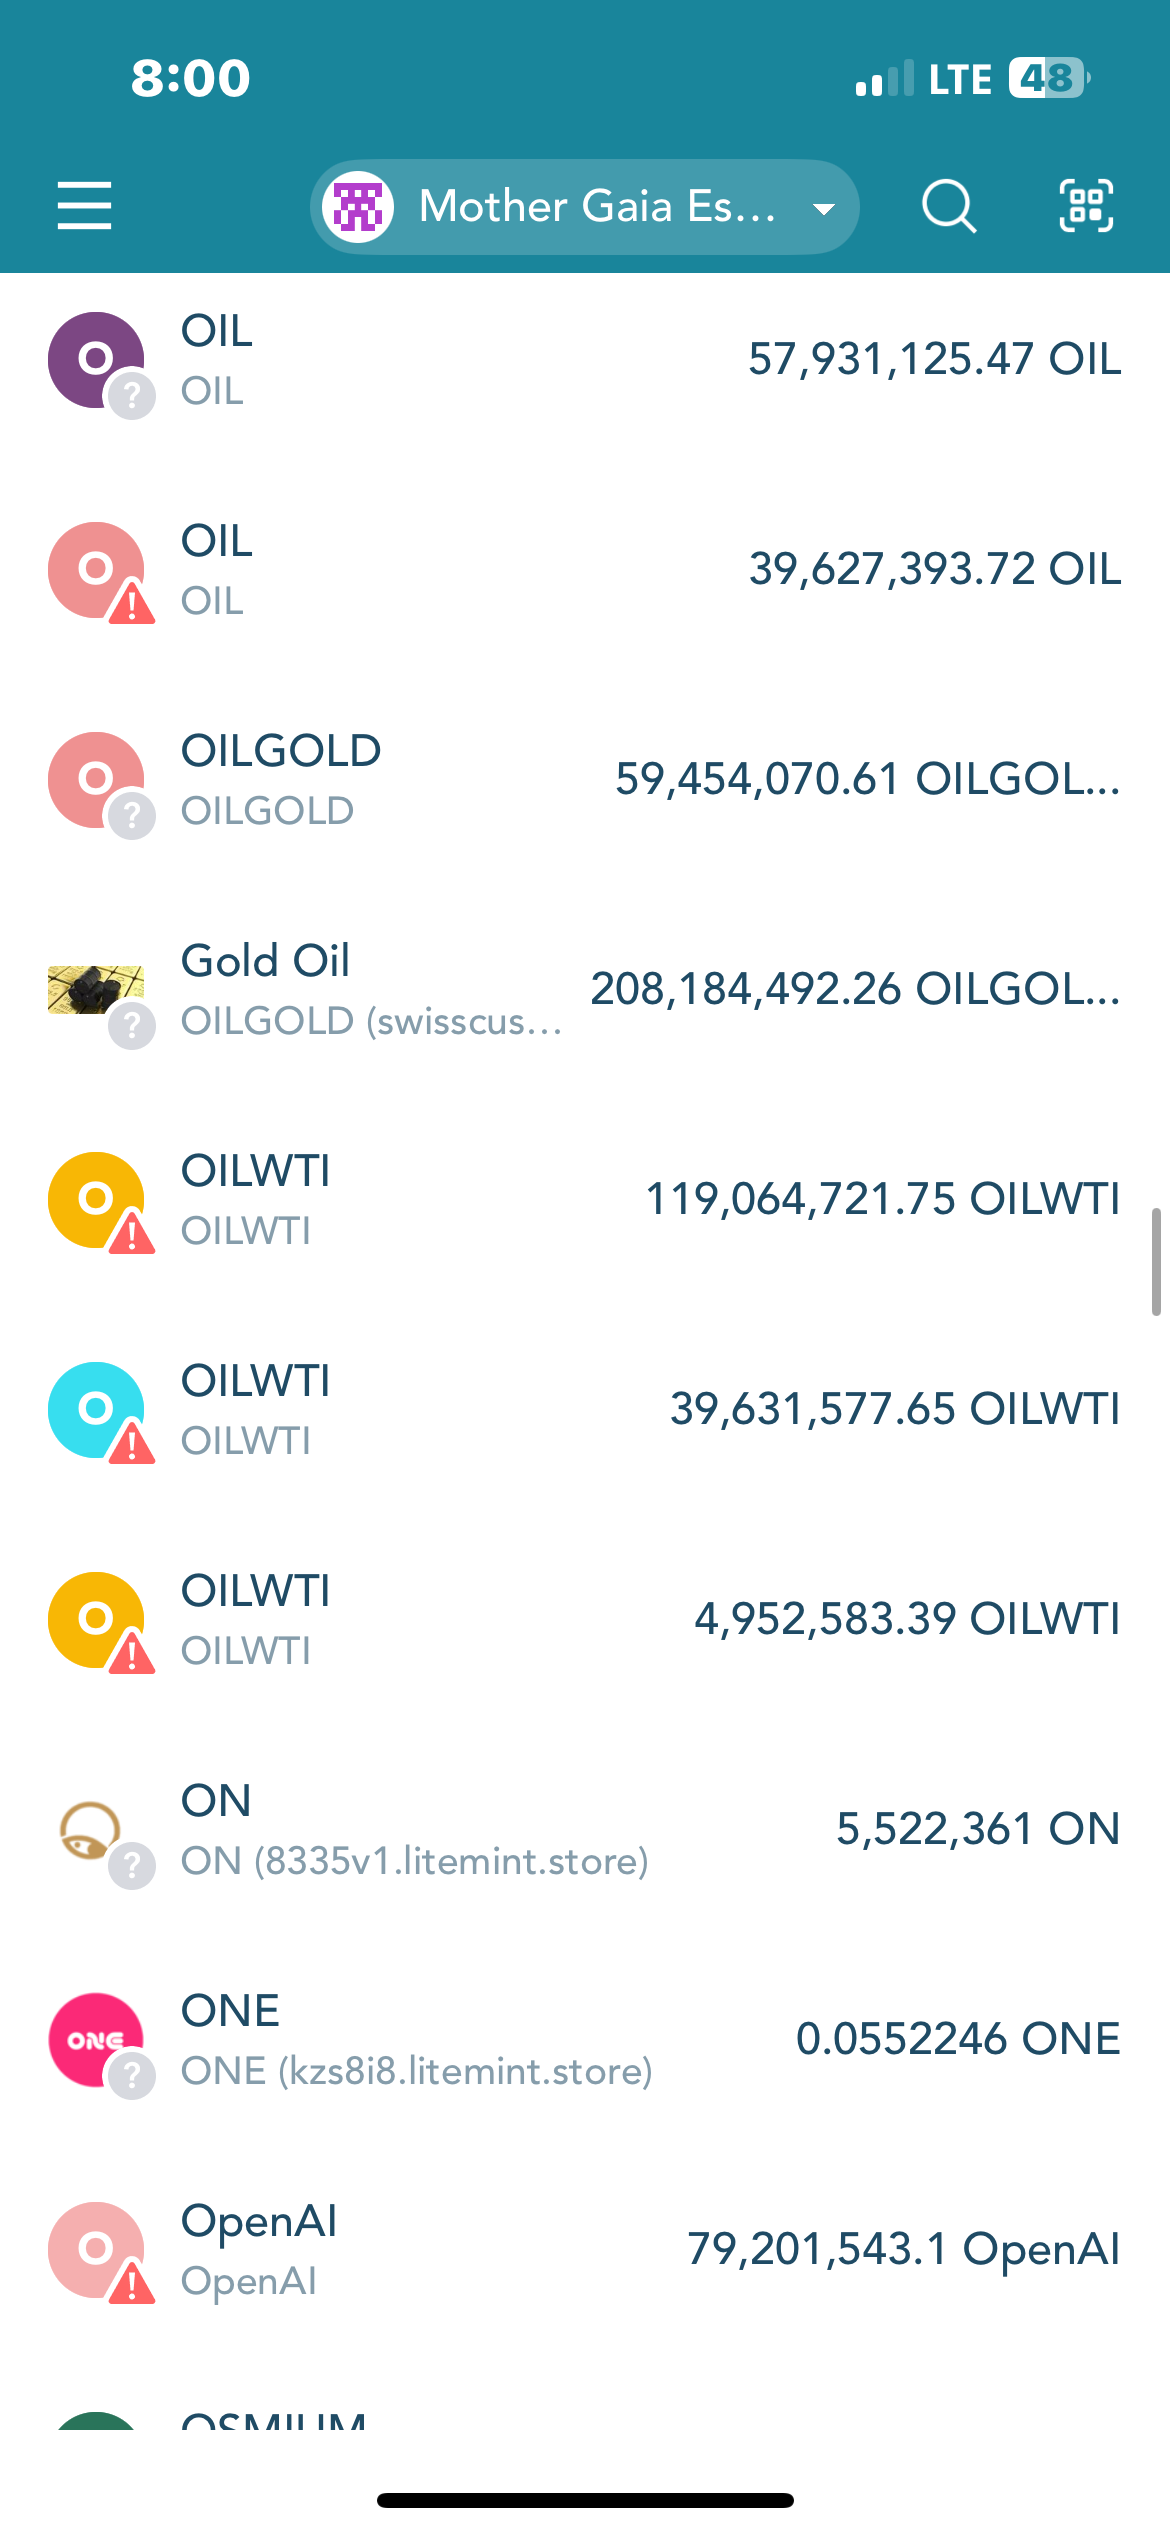 8:00
LTE 48
Mother Gaia Es...
OIL
OIL
57,931,125.47 OIL
OIL
OIL
39,627,393.72 OIL
OILGOLD
OILGOLD
59,454,070.61 OILGOL...
Gold Oil
OILGOLD (swisscus...
208,184,492.26 OILGOL...
OILWTI
OILWTI
119,064,721.75 OILWTI
OILWTI
OILWTI
39,631,577.65 OILWTI
OILWTI
OILWTI
4,952,583.39 OILWTI
ON
ON (8335v1.litemint.store)
5,522,361 ON
ONE
ONE
ONE (kzs8i8.litemint.store)
0.0552246 ONE
OpenAI
OpenAI
79,201,543.1 OpenAI
OSMIUM